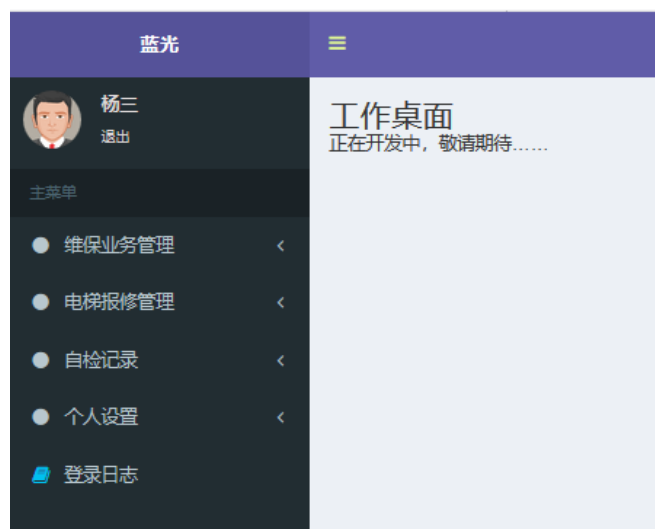 蓝光
杨三
退出
主菜单
维保业务管理
电梯报修管理
自检记录
个人设置
登录日志
工作桌面
正在开发中，敬请期待……